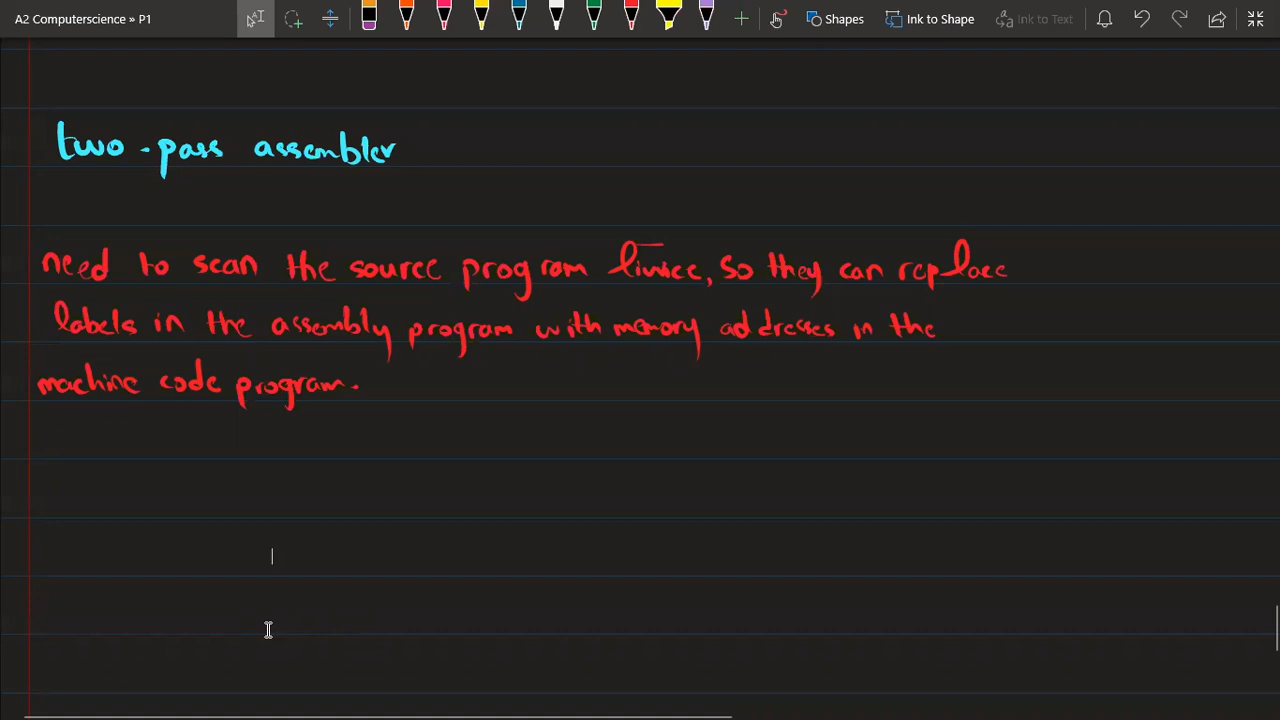 A2 Computerscience » P1
Shapes
Ink to Shape
Ink to Text
two-pass assembler
need to scan the source program twice, so they can replace
labels in the assembly program with memory addresses in the
machine code program.